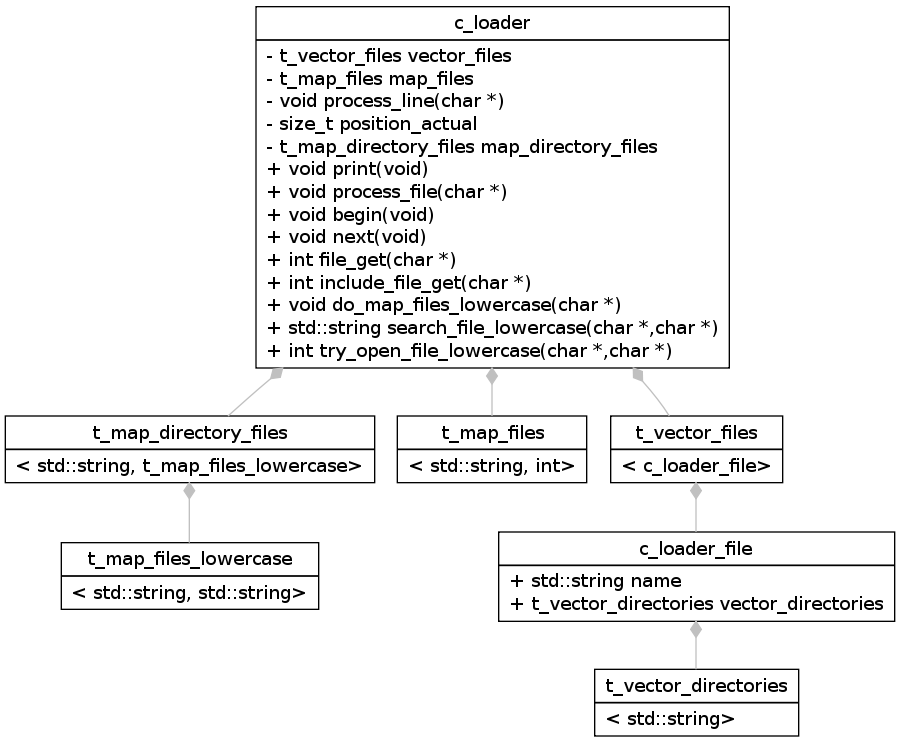 c_loader
- t_vector_files vector_files
- t_map_files map_files
- void process_line(char *)
- size_t position_actual
- t_map_directory_files map_directory_files
+ void print(void)
+ void process_file(char *)
+ void begin(void)
+ void next(void)
+ int file_get(char *)
+ int include_file_get(char *)
+ void do_map_files_lowercase(char *)
+ std::string search_file_lowercase(char *,char *)
+ int try_open_file_lowercase(char *,char *)
t_map_directory_files
< std::string, t_map_files_lowercase>
t_map_files
< std::string, int>
t_vector_files
< c_loader_file>
t_map_files_lowercase
< std::string, std::string>
c_loader_file
+ std::string name
+ t_vector_directories vector_directories
t_vector_directories
< std::string>